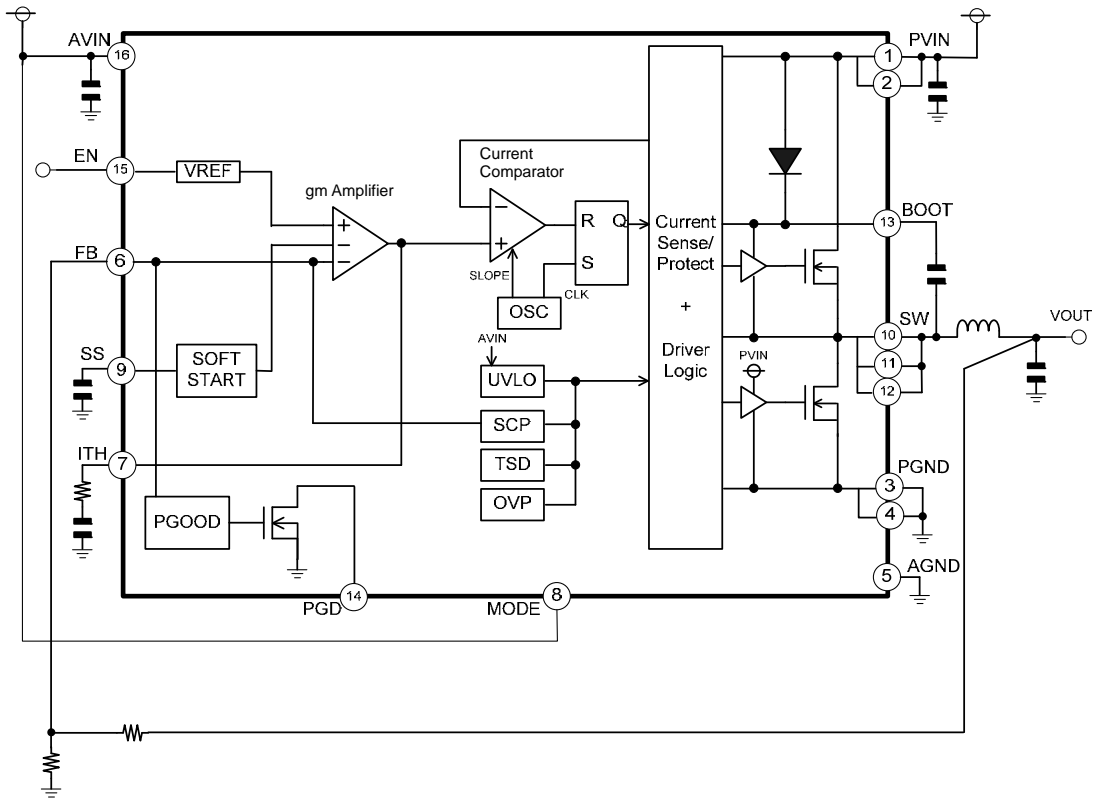 AVIN
16
PVIN
1
2
EN
15
VREF
gm Amplifier
+
−
−
Current
Comparator
−
+
R
Q
S
SLOPE
CLK
OSC
Current
Sense/
Protect
+
Driver
Logic
13
BOOT
FB
6
SW
10
11
12
VOUT
SS
9
SOFT
START
AVIN
UVLO
SCP
TSD
OVP
PVIN
ITH
7
PGOOD
PGND
3
4
AGND
5
PGD
14
MODE
8